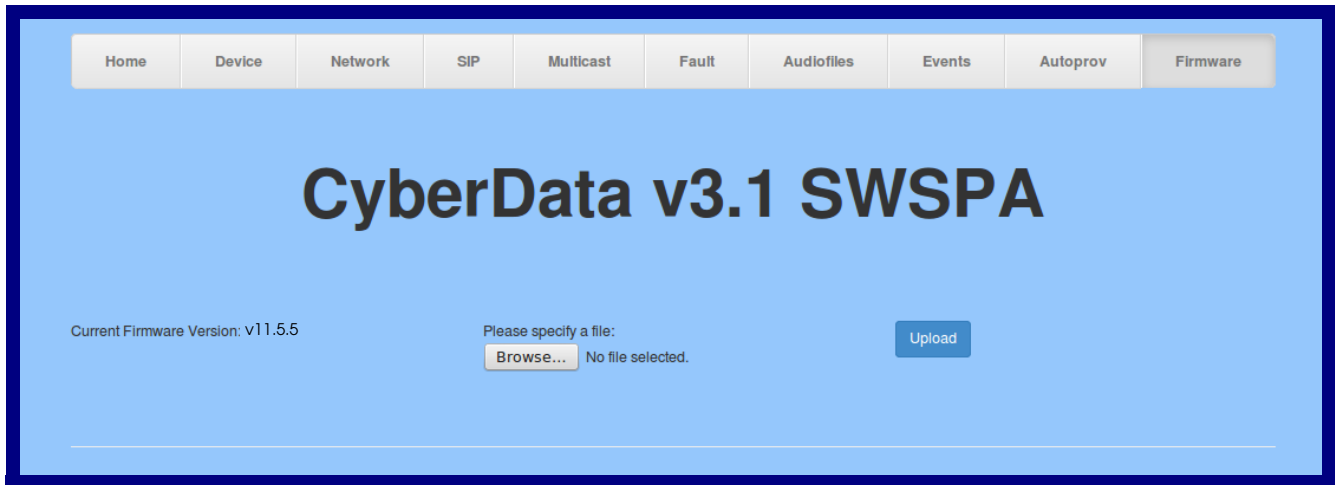 Home Device Network SIP Multicast Fault Audiofiles Events Autoprov Firmware
CyberData v3.1 SWSPA
Current Firmware Version: v11.5.5
Please specify a file:
Browse... No file selected.
Upload